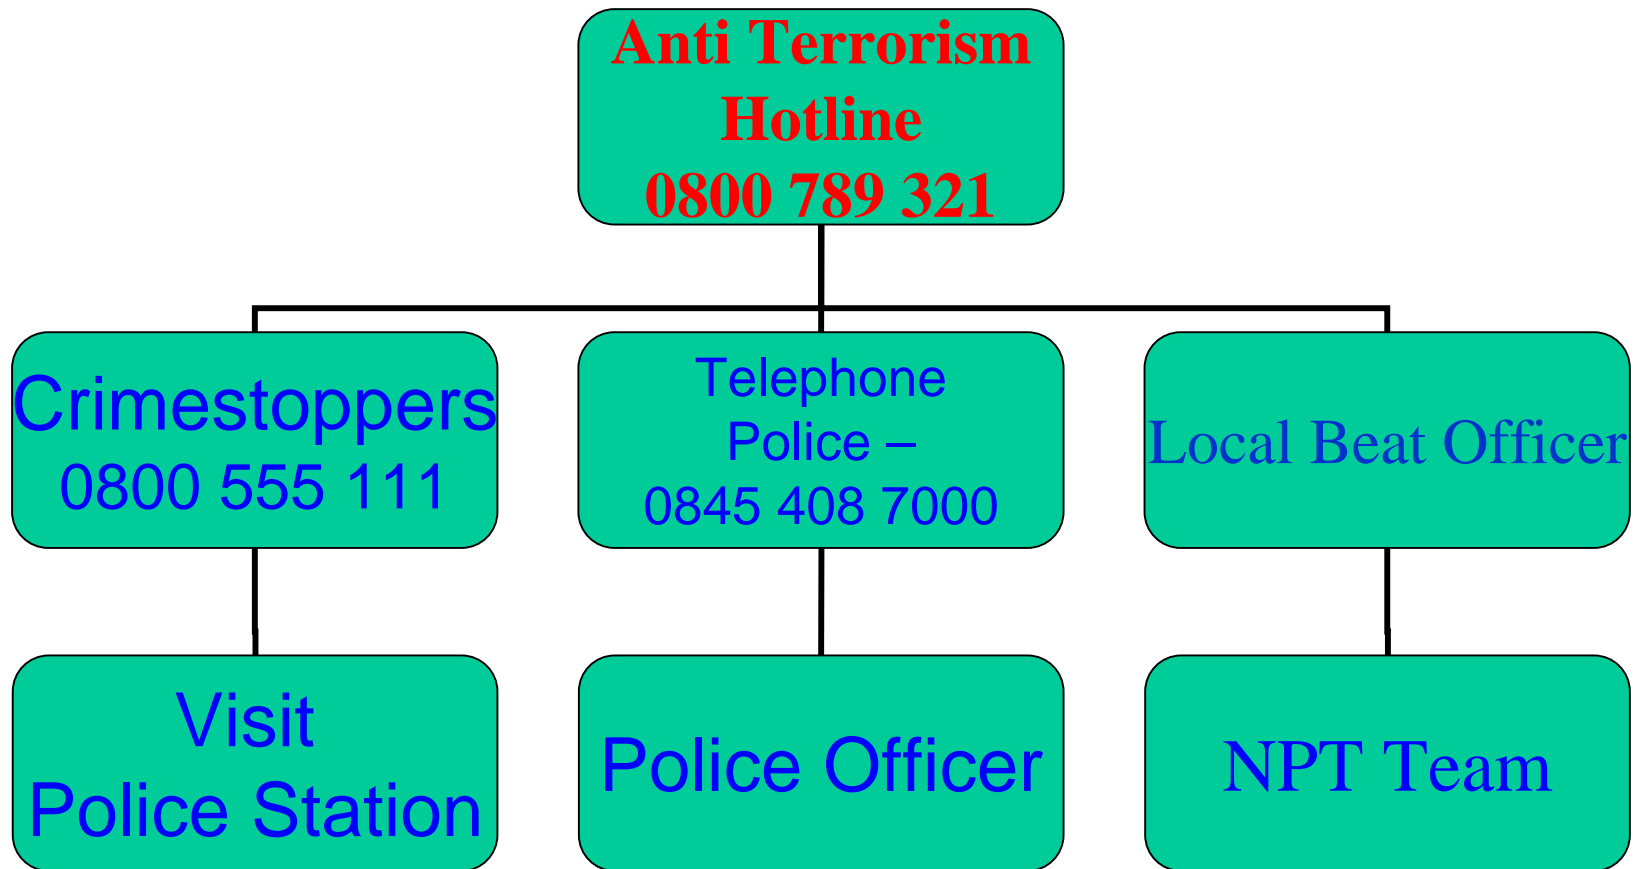 Anti Terrorism
Hotline
0800 789 321
Crimestoppers
0800 555 111
Telephone
Police –
0845 408 7000
Local Beat Officer
Visit
Police Station
Police Officer
NPT Team